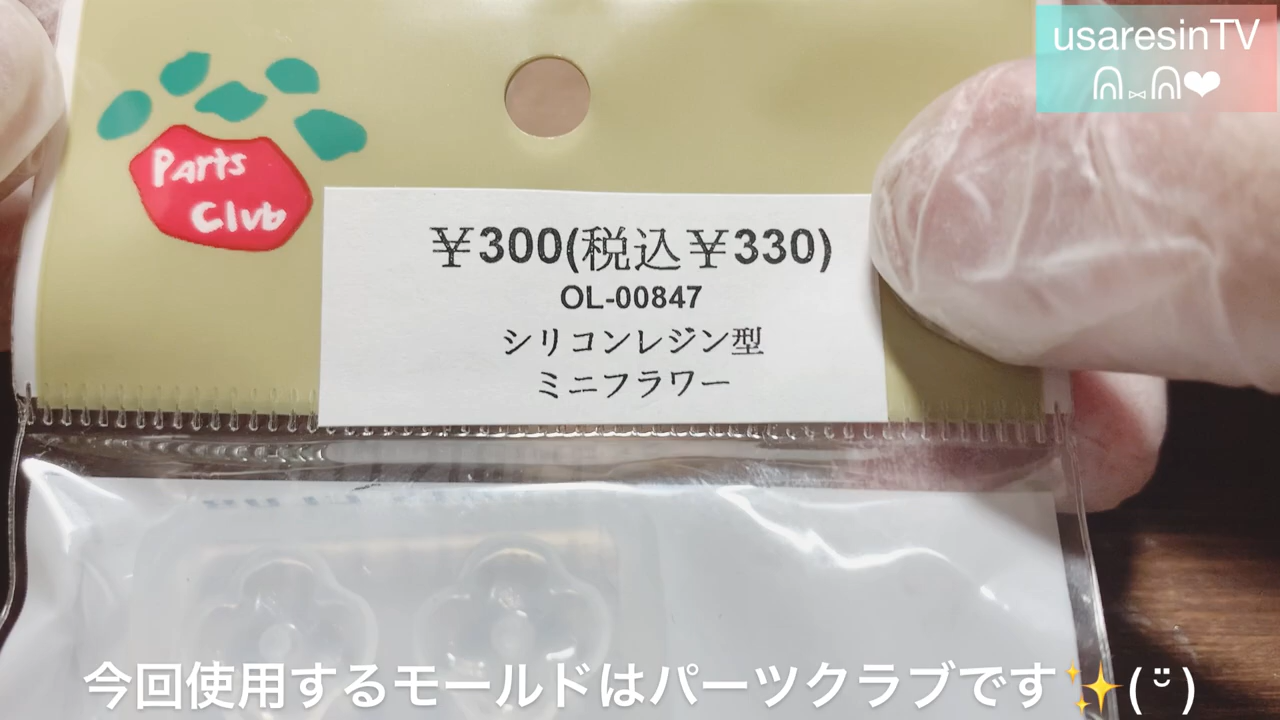 usaresinTV
Parts
Club
¥300(税込¥330)
OL-00847
シリコンレジン型
ミニフラワー
今回使用するモールドはパーツクラブです✨